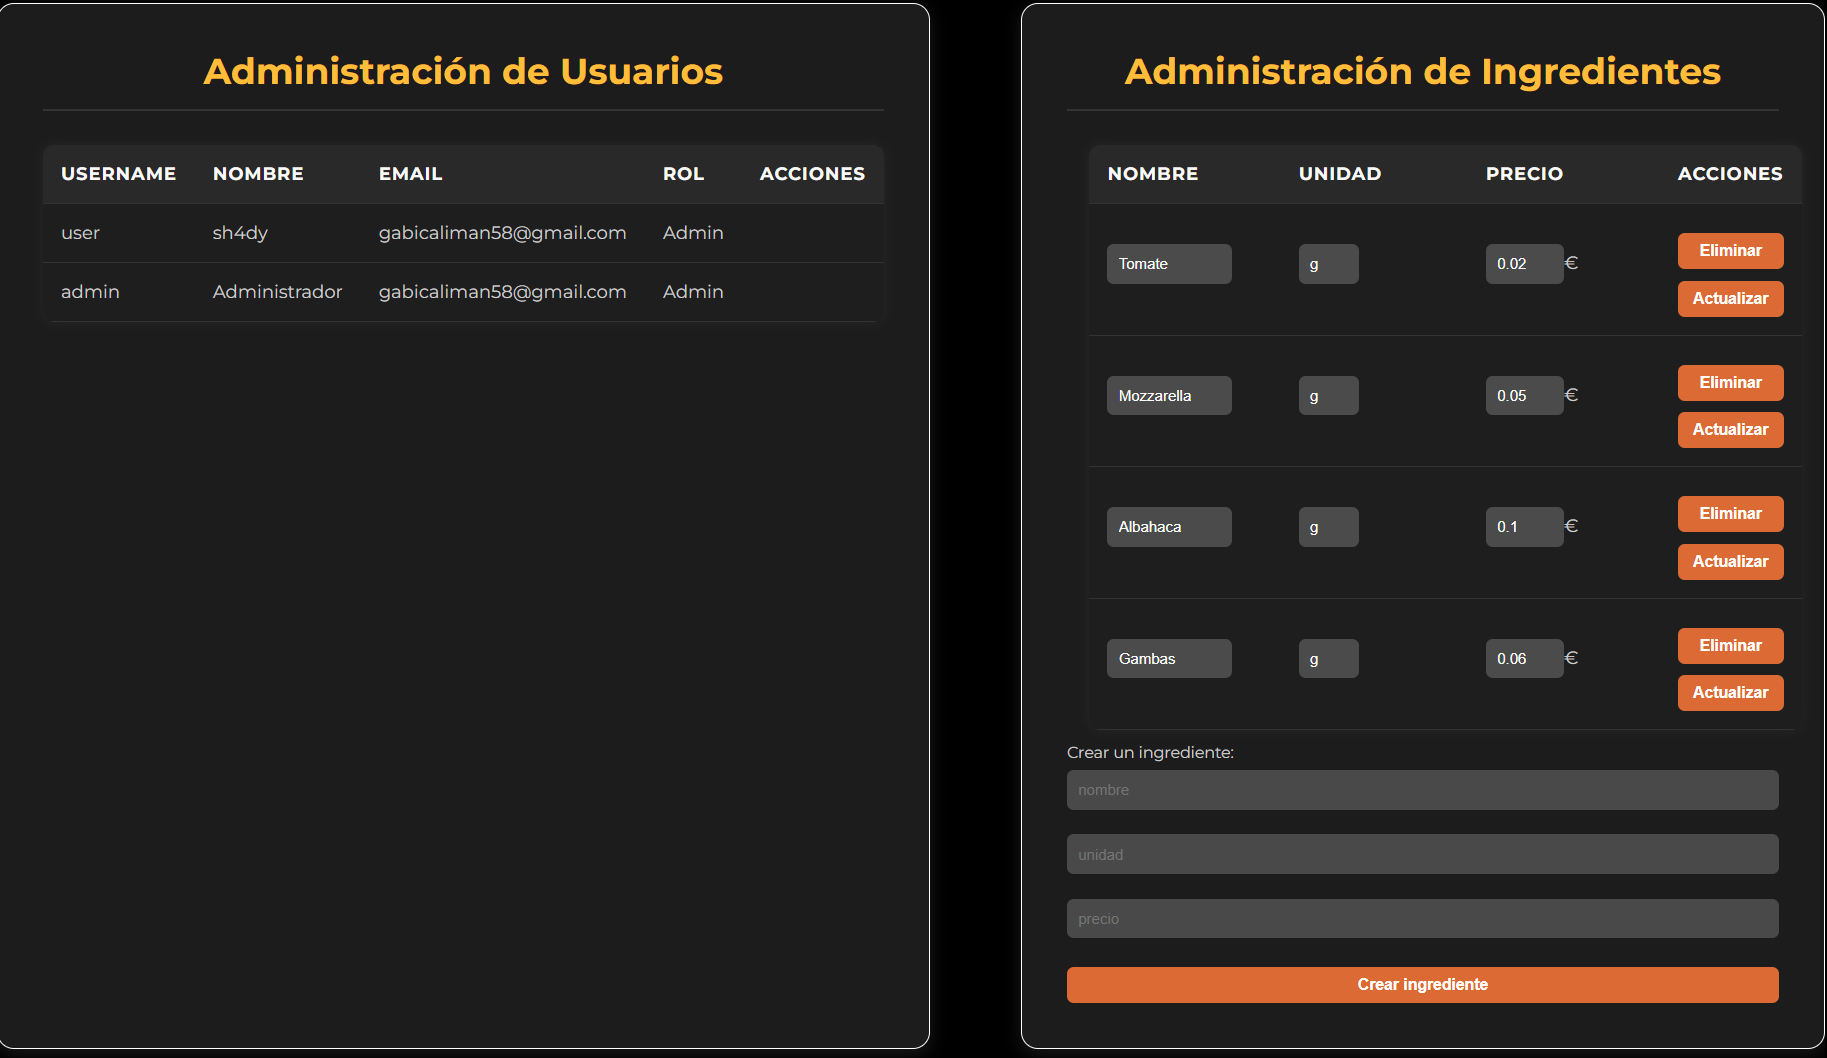 Administración de Usuarios
USERNAME NOMBRE EMAIL ROL ACCIONES
user sh4dy gabicaliman58@gmail.com Admin
admin Administrador gabicaliman58@gmail.com Admin
Administración de Ingredientes
NOMBRE UNIDAD PRECIO ACCIONES
Tomate g 0.02 € Eliminar
Actualizar
Mozzarella g 0.05 € Eliminar
Actualizar
Albahaca g 0.1 € Eliminar
Actualizar
Gambas g 0.06 € Eliminar
Actualizar
Crear un ingrediente:
nombre
unidad
precio
Crear ingrediente